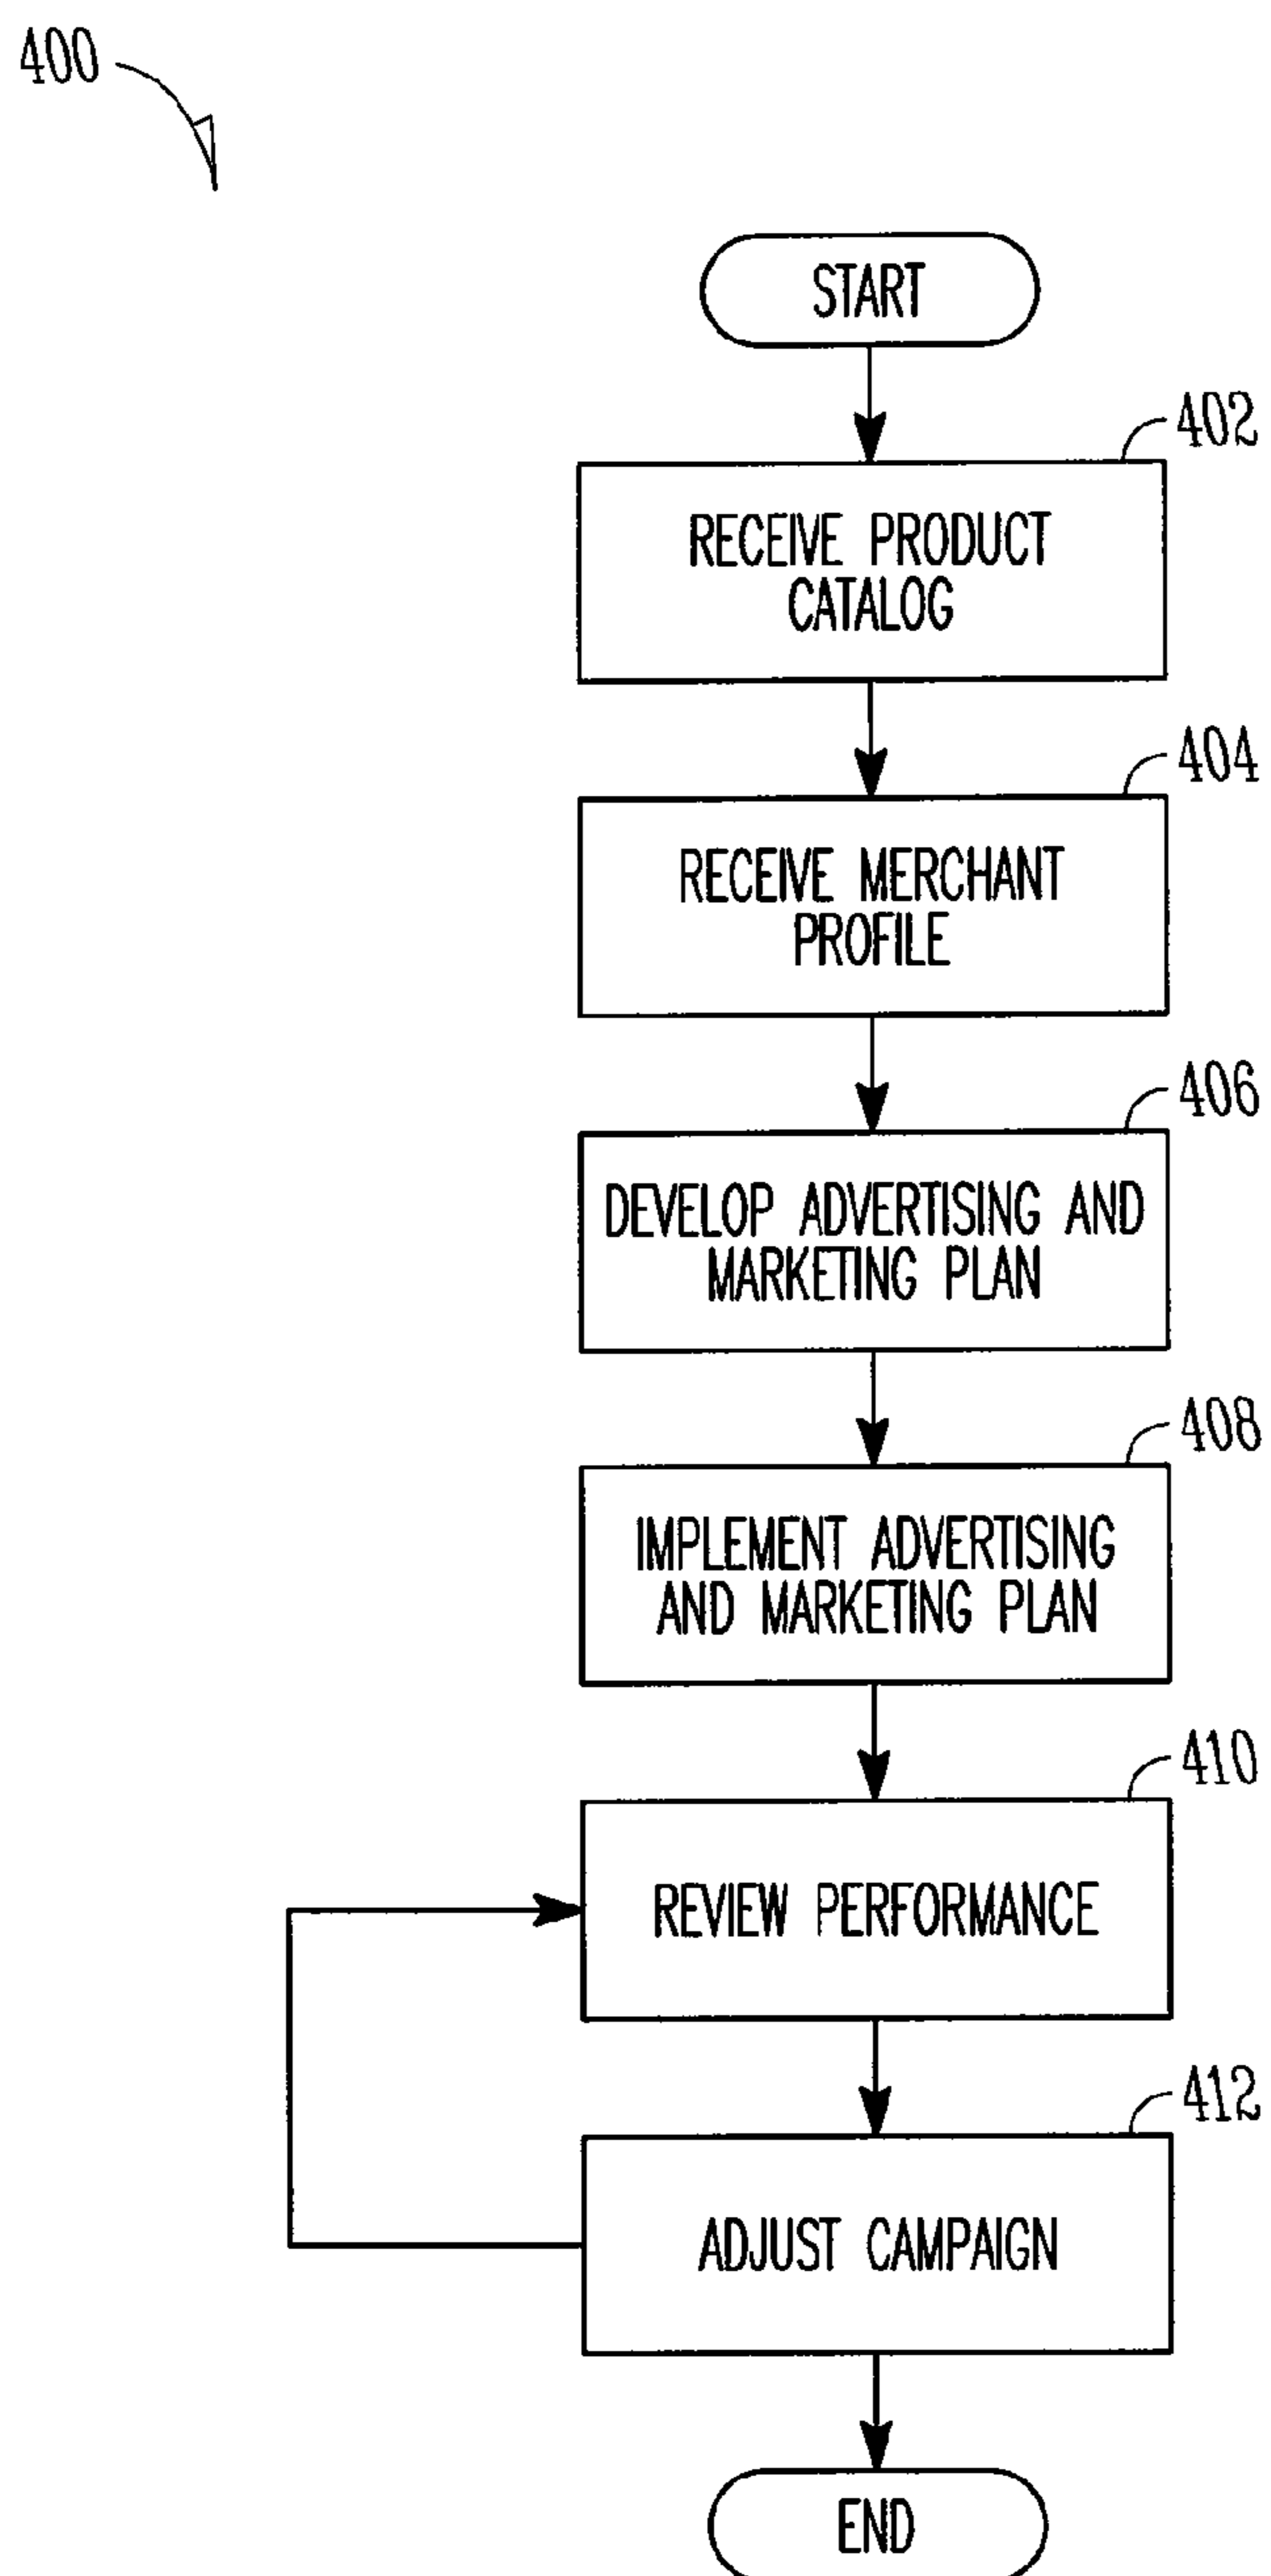 400
START
402
RECEIVE PRODUCT
CATALOG
404
RECEIVE MERCHANT
PROFILE
406
DEVELOP ADVERTISING AND
MARKETING PLAN
408
IMPLEMENT ADVERTISING
AND MARKETING PLAN
410
REVIEW PERFORMANCE
412
ADJUST CAMPAIGN
END